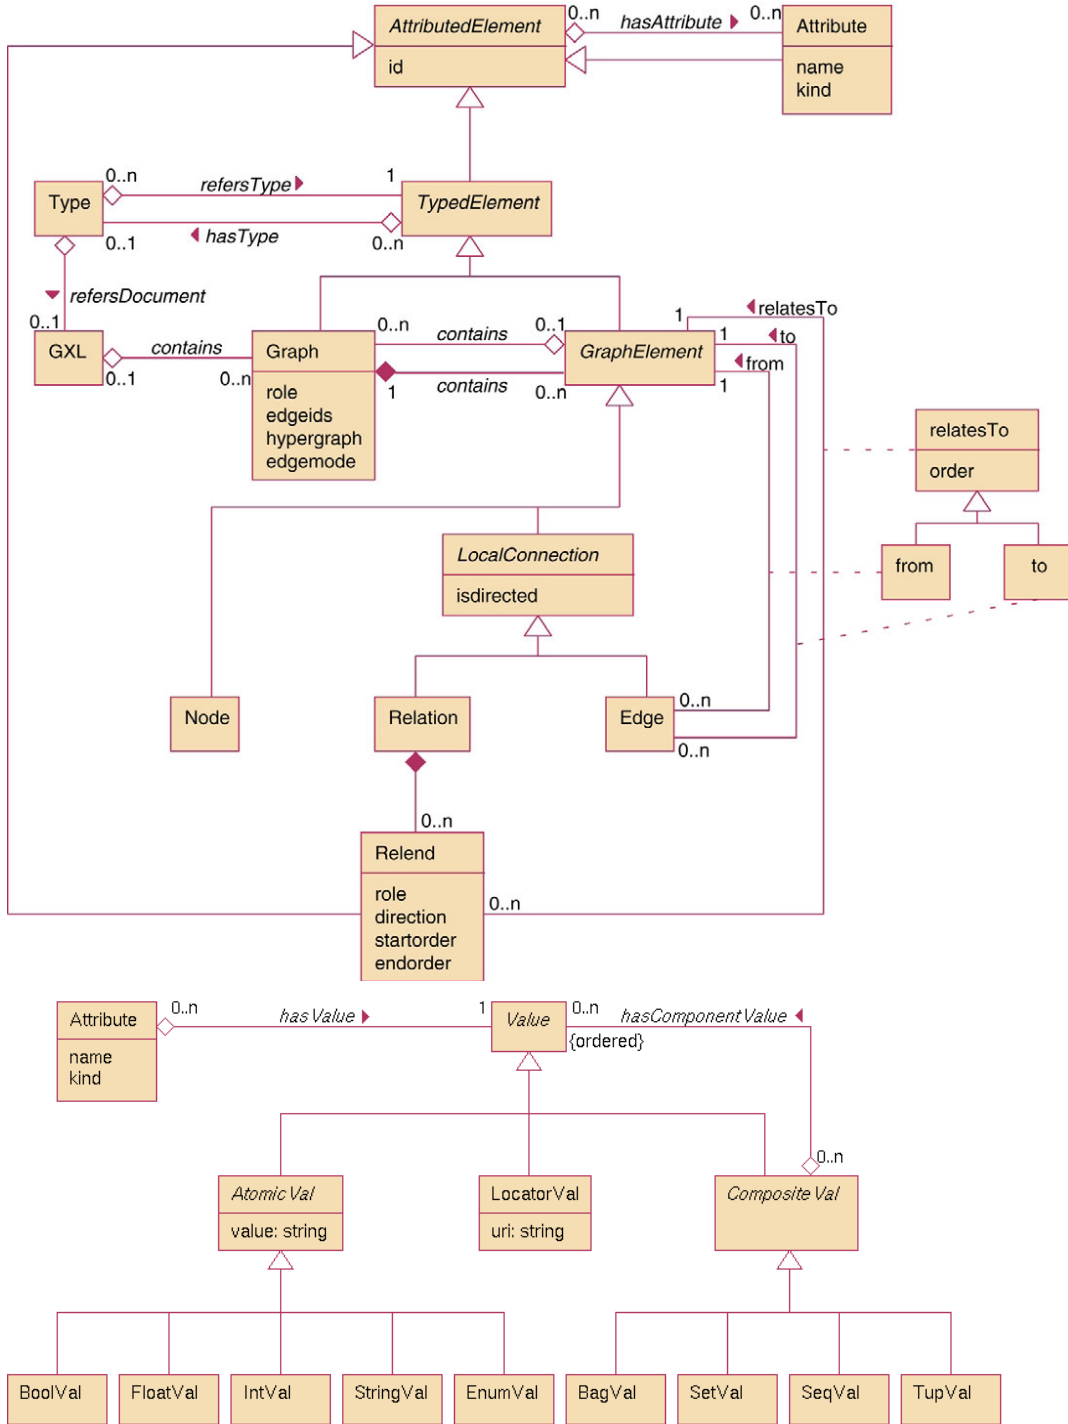 AttributedElement
id
0..n
hasAttribute
0..n
Attribute
name
kind
Type
0..n
refersType
1
TypedElement
0..1
hasType
0..n
refersDocument
0..1
GXL
contains
0..1
0..n
Graph
role
edgeids
hypergraph
edgemode
0..n
contains
0..1
1
contains
0..n
GraphElement
1
relatesTo
1
to
from
1
relatesTo
order
from
to
LocalConnection
isdirected
Node
Relation
Edge
0..n
0..n
0..n
Relend
role
direction
startorder
endorder
0..n
Attribute
name
kind
0..n
hasValue
1
Value
0..n
hasComponentValue
{ordered}
0..n
AtomicVal
value: string
LocatorVal
uri: string
CompositeVal
BoolVal
FloatVal
IntVal
StringVal
EnumVal
BagVal
SetVal
SeqVal
TupVal